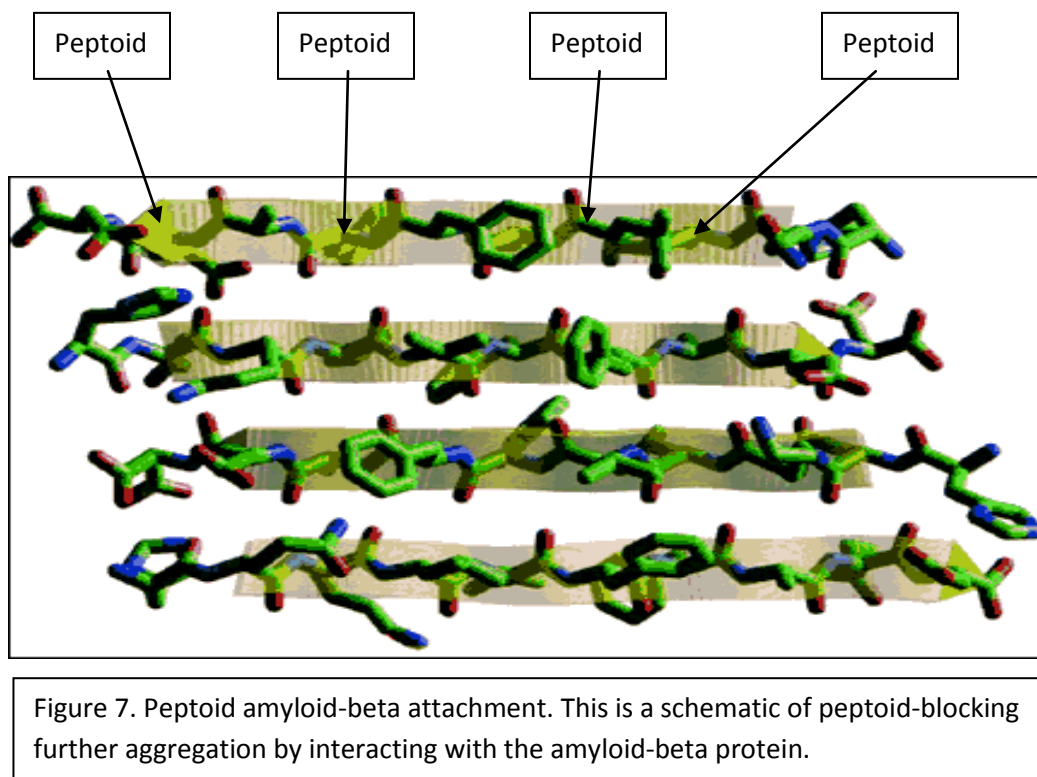 Peptoid Peptoid Peptoid Peptoid
Figure 7. Peptoid amyloid-beta attachment. This is a schematic of peptoid-blocking
further aggregation by interacting with the amyloid-beta protein.